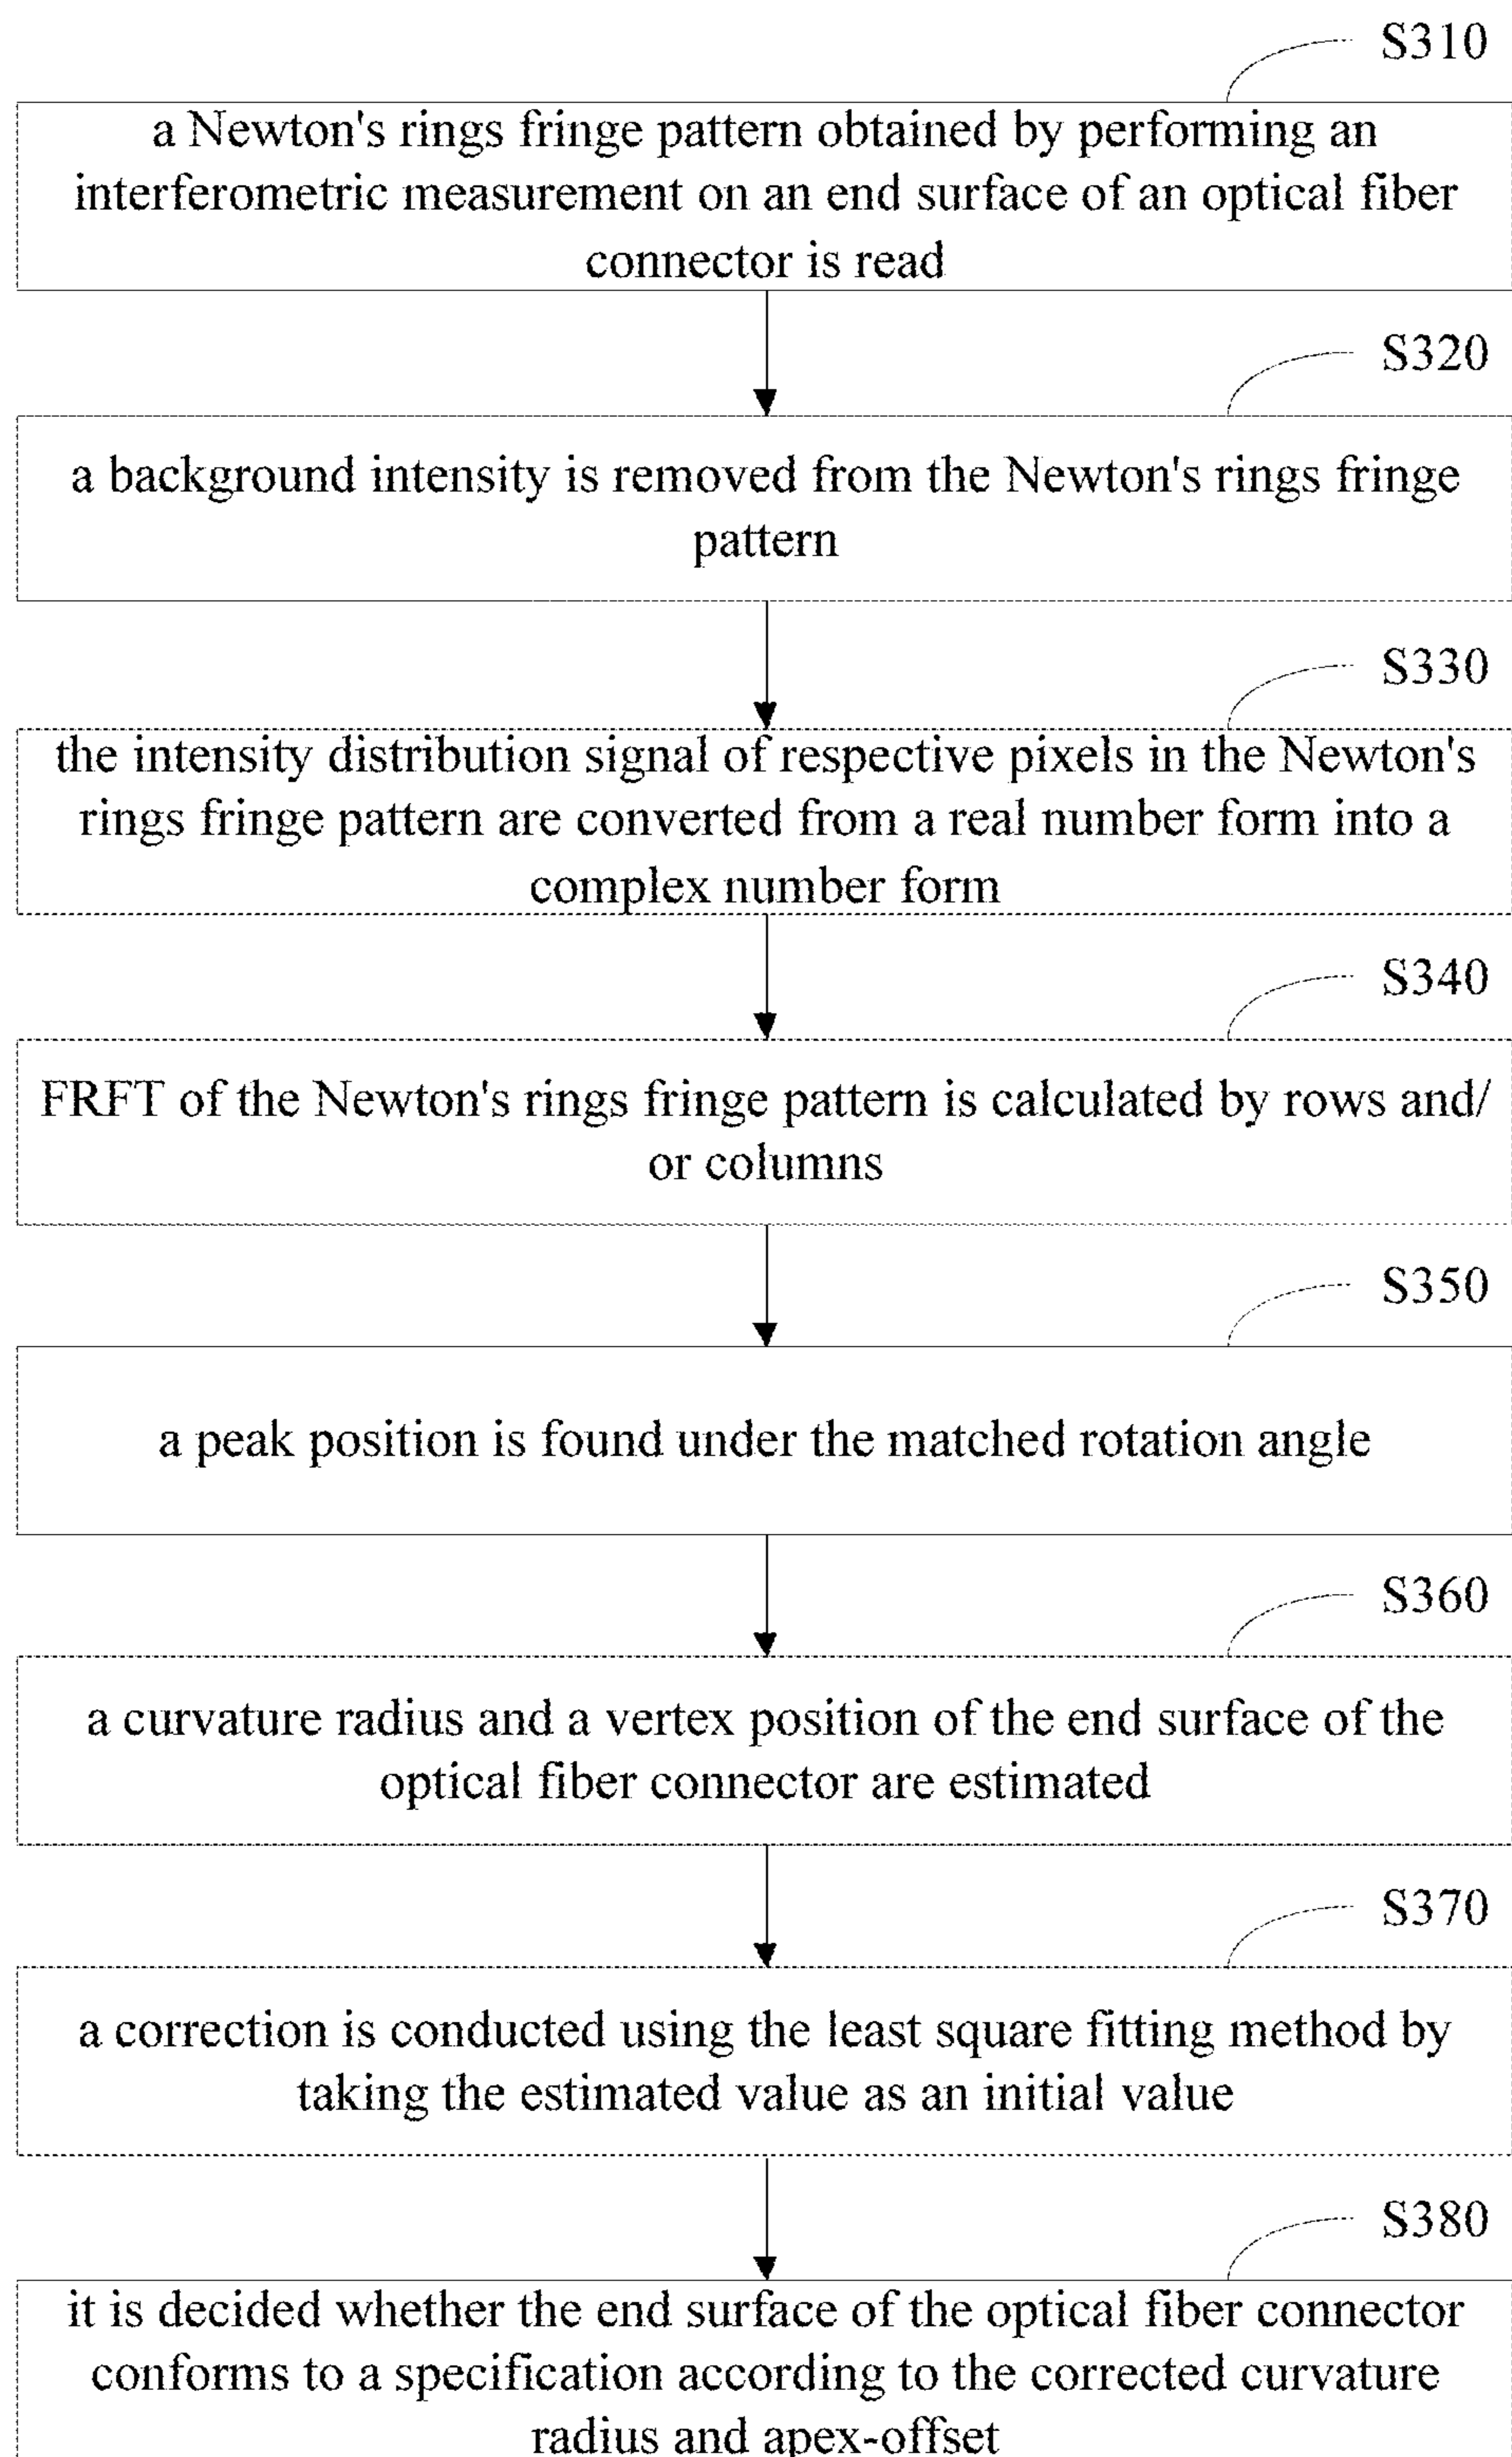 S310
a Newton's rings fringe pattern obtained by performing an
interferometric measurement on an end surface of an optical fiber
connector is read
S320
a background intensity is removed from the Newton's rings fringe
pattern
S330
the intensity distribution signal of respective pixels in the Newton's
rings fringe pattern are converted from a real number form into a
complex number form
S340
FRFT of the Newton's rings fringe pattern is calculated by rows and/
or columns
S350
a peak position is found under the matched rotation angle
S360
a curvature radius and a vertex position of the end surface of the
optical fiber connector are estimated
S370
a correction is conducted using the least square fitting method by
taking the estimated value as an initial value
S380
it is decided whether the end surface of the optical fiber connector
conforms to a specification according to the corrected curvature
radius and apex-offset